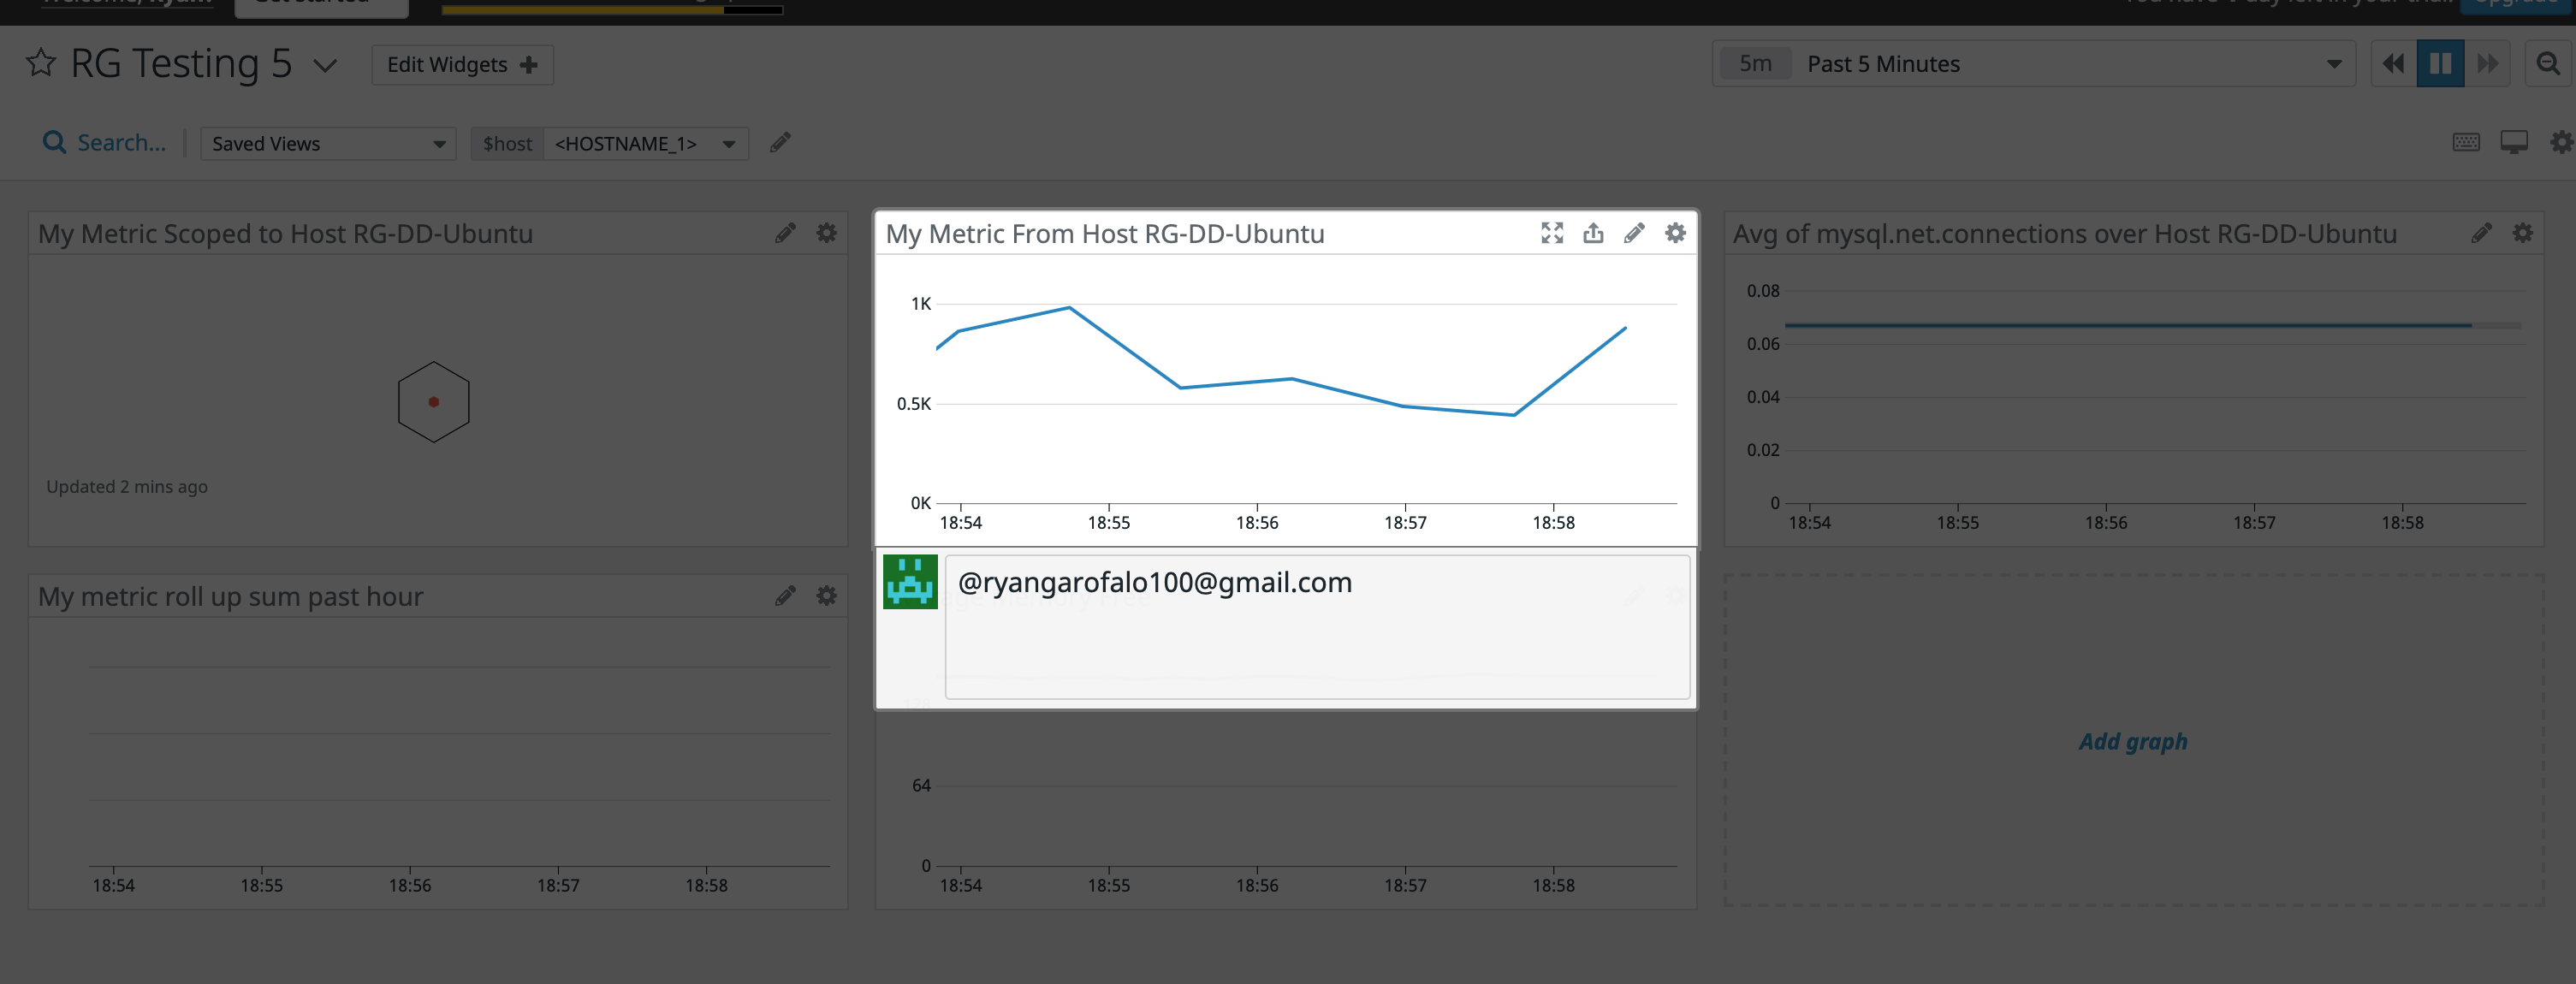 RG Testing 5
Edit Widgets
5m Past 5 Minutes
Search...
Saved Views
$host <HOSTNAME_1>
My Metric Scoped to Host RG-DD-Ubuntu
Updated 2 mins ago
My Metric From Host RG-DD-Ubuntu
1K
0.5K
0K
18:54 18:55 18:56 18:57 18:58
@ryangarofalo100@gmail.com
Avg of mysql.net.connections over Host RG-DD-Ubuntu
0.08
0.06
0.04
0.02
0
18:54 18:55 18:56 18:57 18:58
My metric roll up sum past hour
18:54 18:55 18:56 18:57 18:58
64
0
18:54 18:55 18:56 18:57 18:58
Add graph